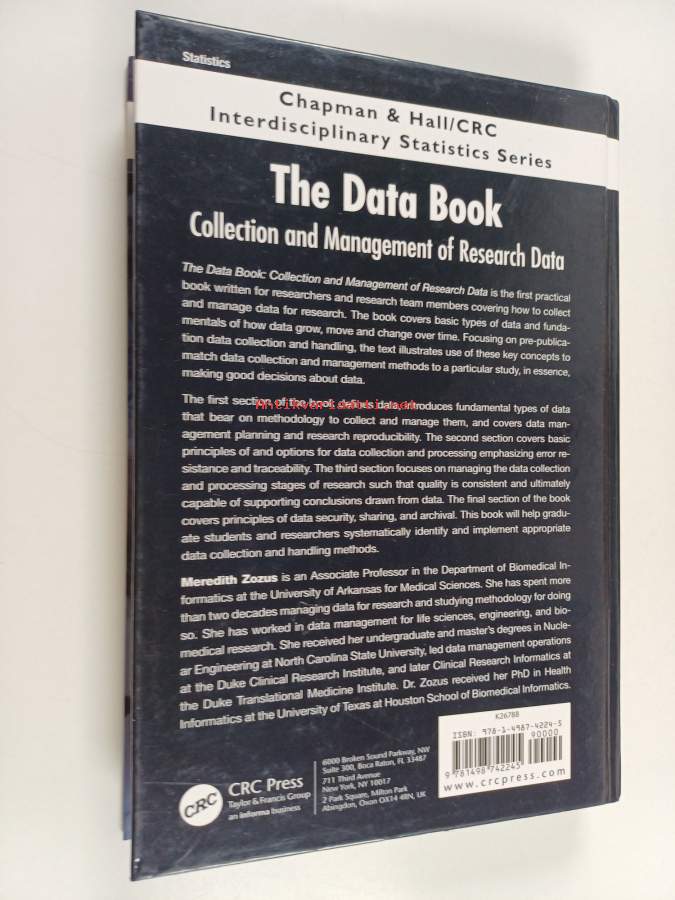 Statistics
Chapman & Hall/CRC
Interdisciplinary Statistics Series
The Data Book
Collection and Management of Research Data
The Data Book: Collection and Management of Research Data is the first practical
book written for researchers and research team members covering how to collect
and manage data for research. The book covers basic types of data and funda-
mentals of how data grow, move and change over time. Focusing on pre-publica-
tion data collection and handling, the text illustrates use of these key concepts to
match data collection and management methods to a particular study, in essence,
making good decisions about data.
The first section of the book defines data, introduces fundamental types of data
that bear on methodology to collect and manage them, and covers data man-
agement planning and research reproducibility. The second section covers basic
principles of and options for data collection and processing emphasizing error re-
sistance and traceability. The third section focuses on managing the data collection
and processing stages of research such that quality is consistent and ultimately
capable of supporting conclusions drawn from data. The final section of the book
covers principles of data security, sharing, and archival. This book will help gradu-
ate students and researchers systematically identify and implement appropriate
data collection and handling methods.
Meredith Zozus is an Associate Professor in the Department of Biomedical In-
formatics at the University of Arkansas for Medical Sciences. She has spent more
than two decades managing data for research and studying methodology for doing
so. She has worked in data management for life sciences, engineering, and bio-
medical research. She received her undergraduate and master's degrees in Nucle-
ar Engineering at North Carolina State University, led data management operations
at the Duke Clinical Research Institute, and later Clinical Research Informatics at
the Duke Translational Medicine Institute. Dr. Zozus received her PhD in Health
Informatics at the University of Texas at Houston School of Biomedical Informatics.
K26788
ISBN: 978-1-4987-4224-5
90000
9 781498 742245
www.crcpress.com
CRC
CRC Press
Taylor & Francis Group
an informa business
6000 Broken Sound Parkway, NW
Suite 300, Boca Raton, FL 33487
711 Third Avenue
New York, NY 10017
2 Park Square, Milton Park
Abingdon, Oxon OX14 4RN, UK